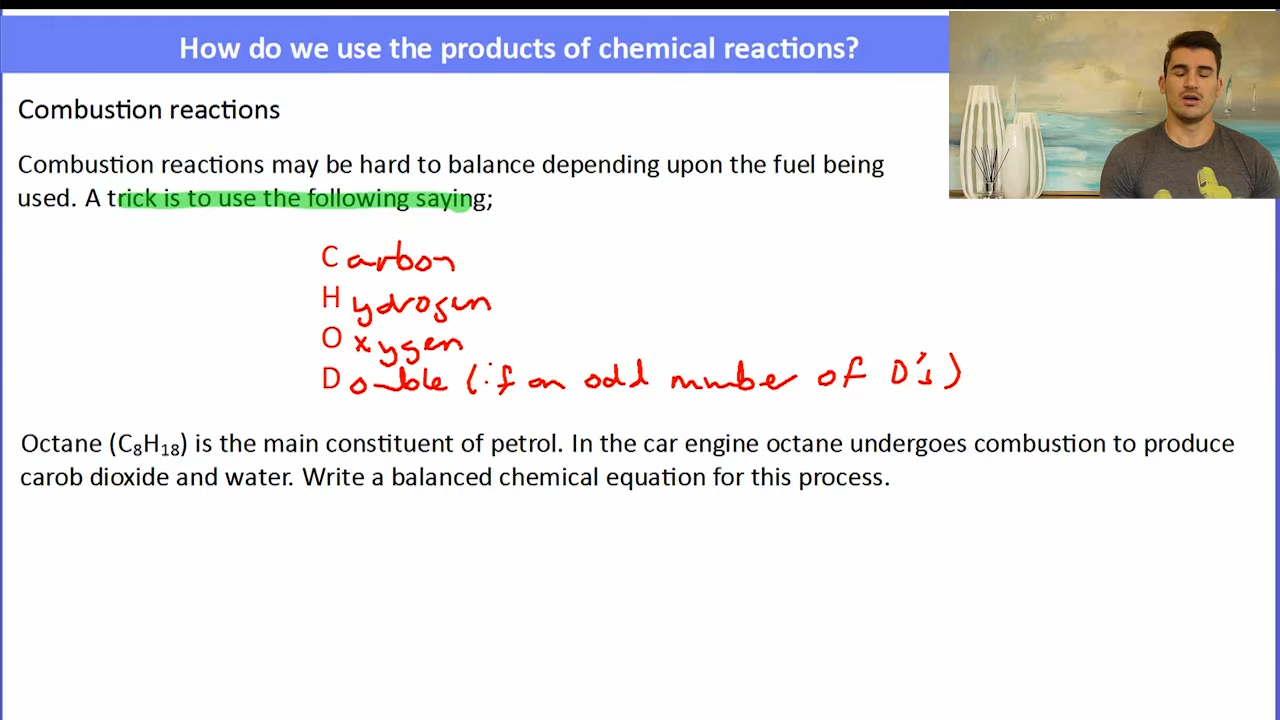 How do we use the products of chemical reactions?
Combustion reactions
Combustion reactions may be hard to balance depending upon the fuel being
used. A trick is to use the following saying;
Carbon
Hydrogen
Oxygen
Double (if an odd number of O's)
Octane (C₈H₁₈) is the main constituent of petrol. In the car engine octane undergoes combustion to produce
carob dioxide and water. Write a balanced chemical equation for this process.